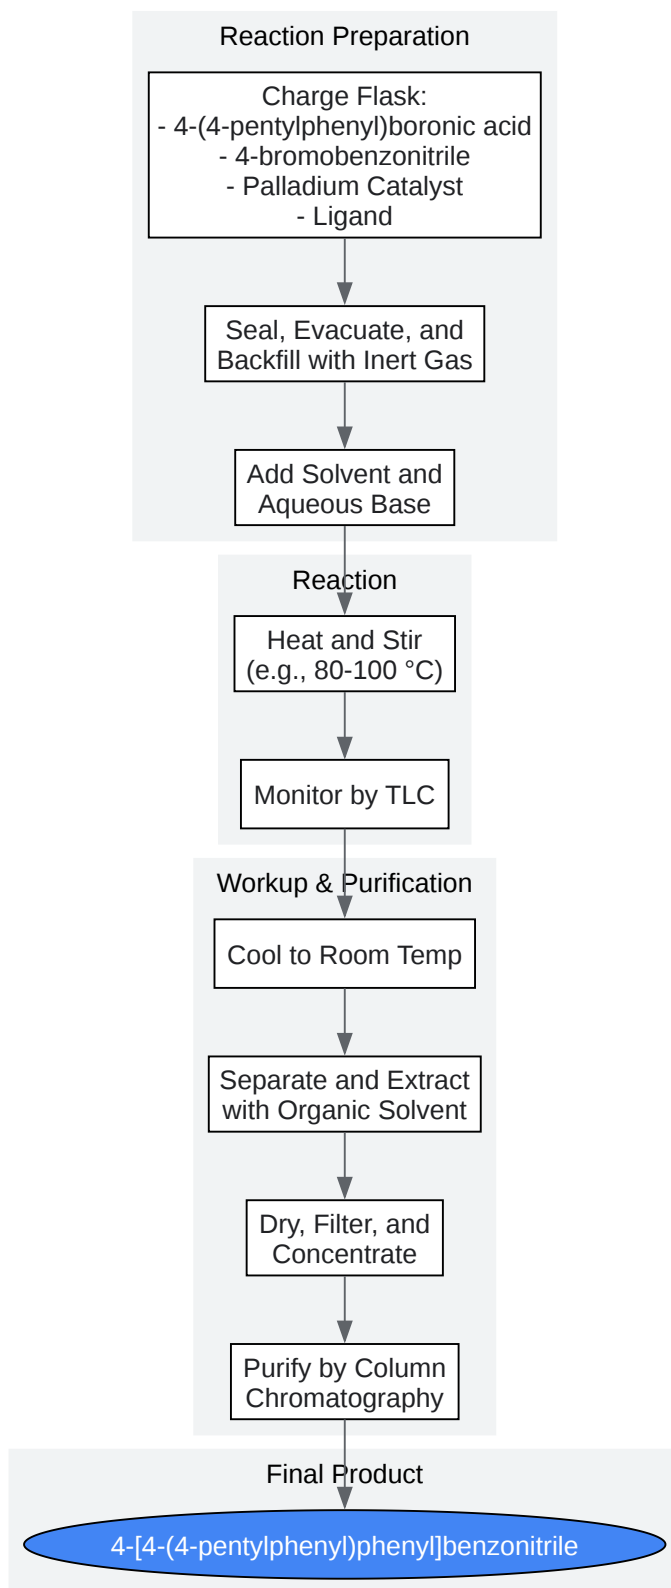 Reaction Preparation
Charge Flask:
- 4-(4-pentylphenyl)boronic acid
- 4-bromobenzonitrile
- Palladium Catalyst
- Ligand
Seal, Evacuate, and
Backfill with Inert Gas
Add Solvent and
Aqueous Base
Reaction
Heat and Stir
(e.g., 80-100 °C)
Monitor by TLC
Workup & Purification
Cool to Room Temp
Separate and Extract
with Organic Solvent
Dry, Filter, and
Concentrate
Purify by Column
Chromatography
Final Product
4-[4-(4-pentylphenyl)phenyl]benzonitrile